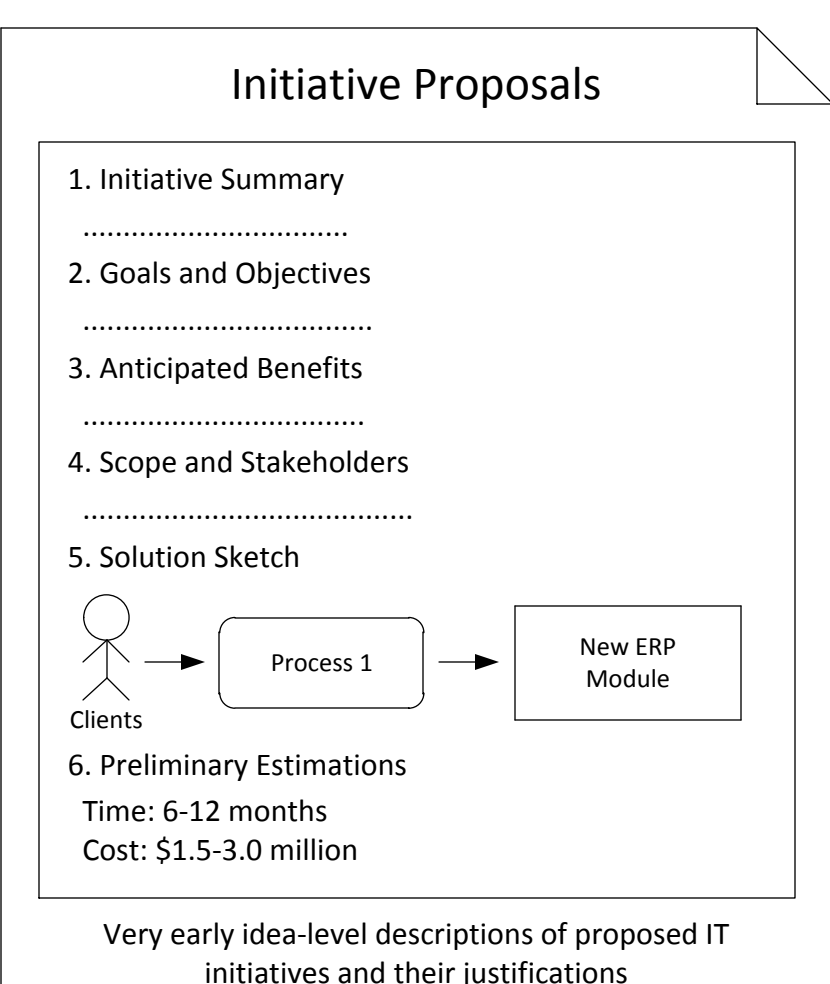 Initiative Proposals
1. Initiative Summary
.................................
2. Goals and Objectives
....................................
3. Anticipated Benefits
...................................
4. Scope and Stakeholders
.........................................
5. Solution Sketch
Process 1
New ERP
Module
Clients
6. Preliminary Estimations
Time: 6-12 months
Cost: $1.5-3.0 million
Very early idea-level descriptions of proposed IT
initiatives and their justifications